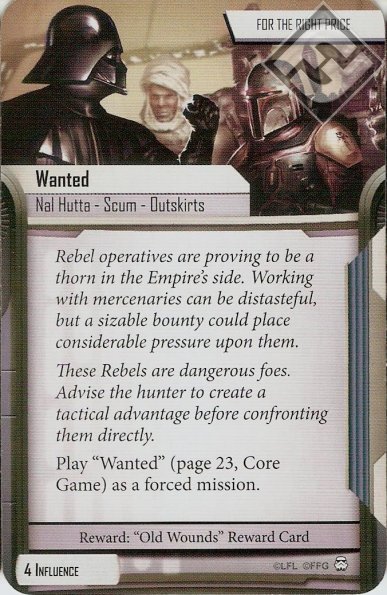 FOR THE RIGHT PRICE
Wanted
Nal Hutta - Scum - Outskirts
Rebel operatives are proving to be a
thorn in the Empire's side. Working
with mercenaries can be distasteful,
but a sizable bounty could place
considerable pressure upon them.
These Rebels are dangerous foes.
Advise the hunter to create a
tactical advantage before confronting
them directly.
Play “Wanted” (page 23, Core
Game) as a forced mission.
Reward: “Old Wounds” Reward Card
4 INFLUENCE
©LFL ©FFG